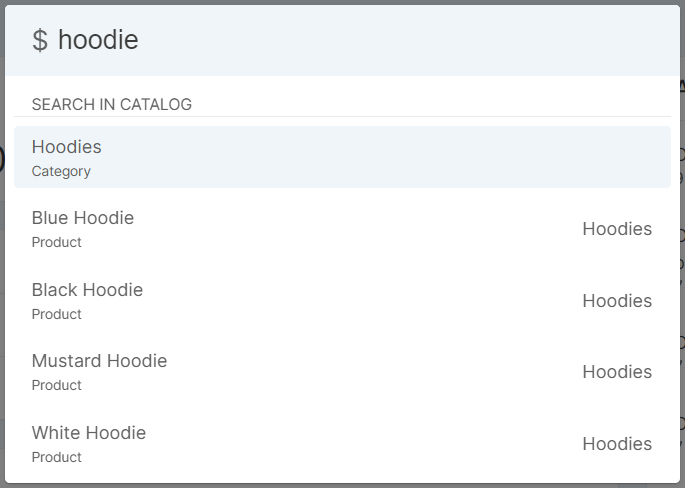 $ hoodie
SEARCH IN CATALOG
Hoodies
Category
Blue Hoodie
Product
Hoodies
Black Hoodie
Product
Hoodies
Mustard Hoodie
Product
Hoodies
White Hoodie
Product
Hoodies